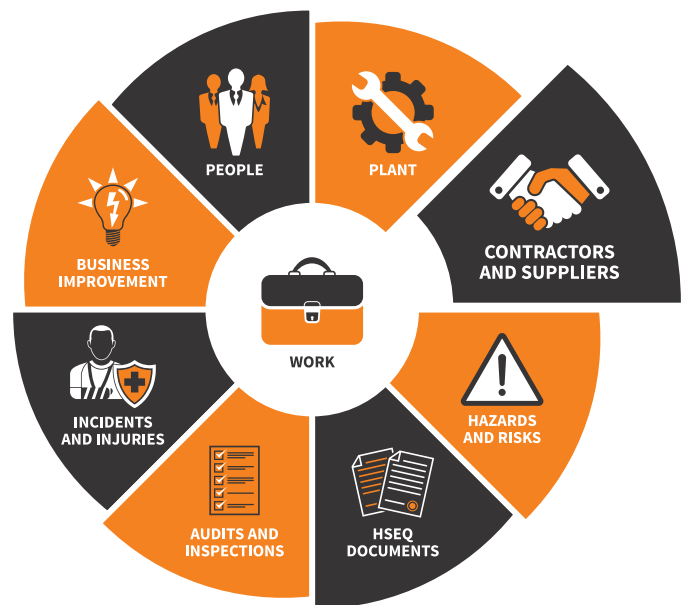 PEOPLE
PLANT
CONTRACTORS
AND SUPPLIERS
HAZARDS
AND RISKS
HSEQ
DOCUMENTS
AUDITS AND
INSPECTIONS
INCIDENTS
AND INJURIES
BUSINESS
IMPROVEMENT
WORK